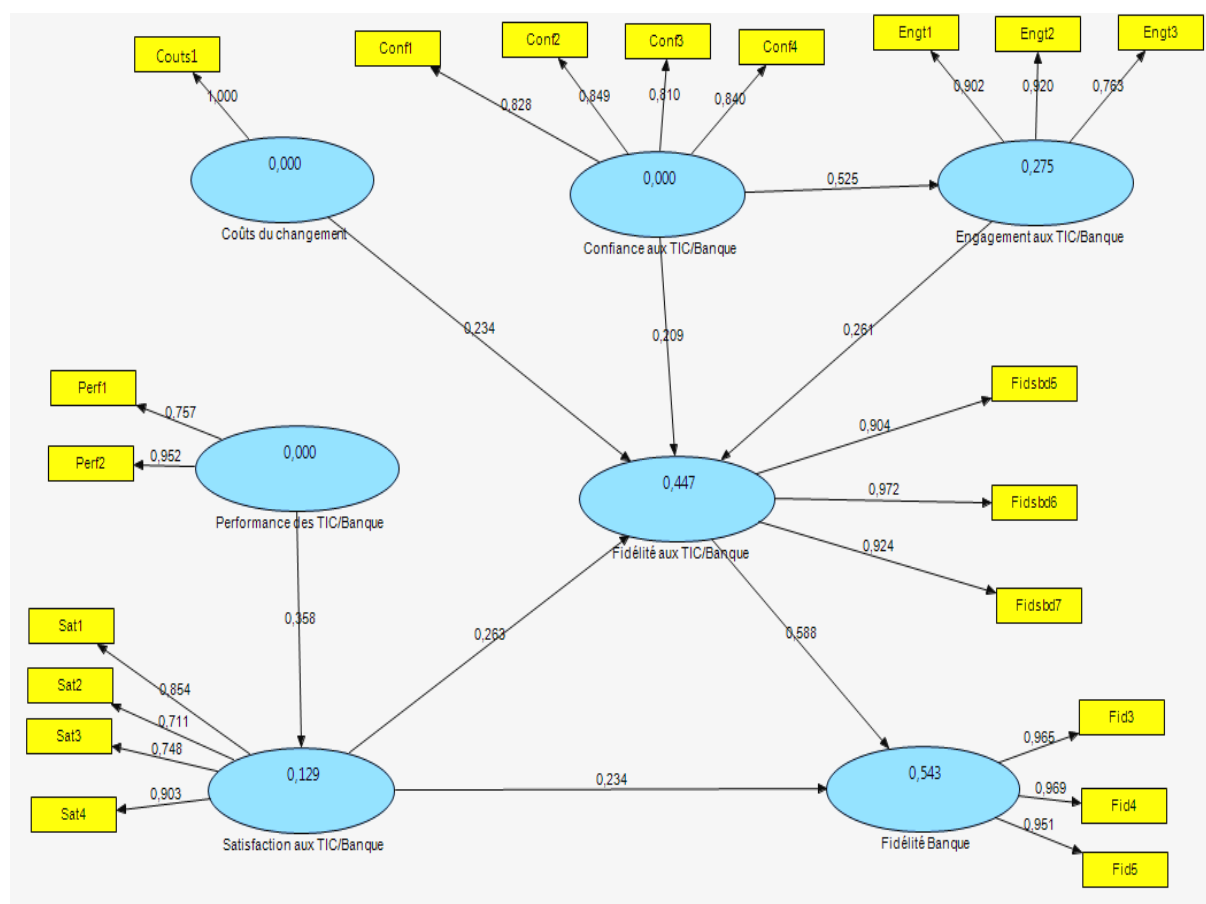 Couts1
Conf1
Conf2
Conf3
Conf4
Engt1
Engt2
Engt3
1,000
0,828
0,849
0,810
0,840
0,902
0,920
0,763
0,000
Coûts du changement
0,000
Confiance aux TIC/Banque
0,525
0,275
Engagement aux TIC/Banque
0,234
0,209
0,261
Perf1
0,757
Perf2
0,952
0,000
Performance des TIC/Banque
0,447
Fidélité aux TIC/Banque
0,904
Fidsbd5
0,972
Fidsbd6
0,924
Fidsbd7
0,358
0,263
0,588
Sat1
0,854
Sat2
0,711
Sat3
0,748
Sat4
0,903
0,129
Satisfaction aux TIC/Banque
0,234
0,543
Fidélité Banque
0,965
Fid3
0,969
Fid4
0,951
Fid5